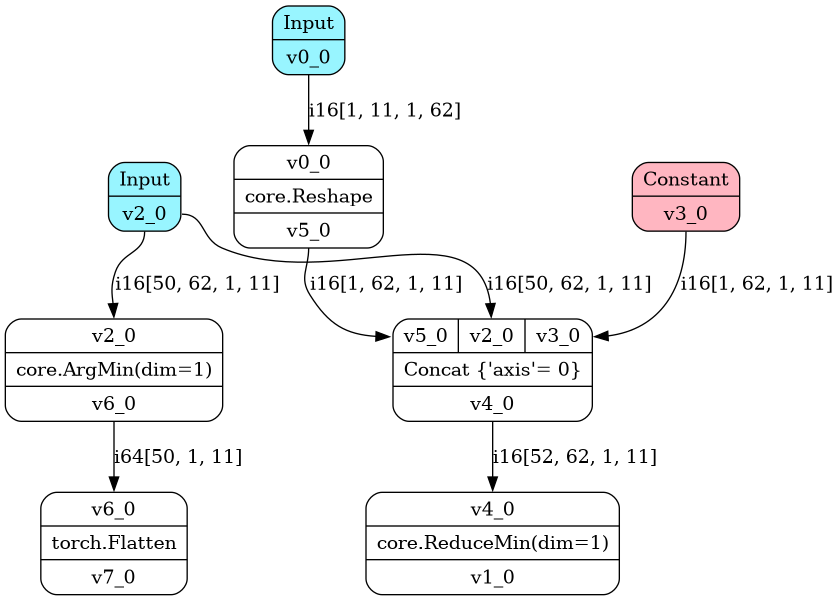 Input
v0_0
i16[1, 11, 1, 62]
Input
v2_0
v0_0
core.Reshape
v5_0
Constant
v3_0
i16[50, 62, 1, 11]
i16[1, 62, 1, 11]
i16[50, 62, 1, 11]
i16[1, 62, 1, 11]
v2_0
core.ArgMin(dim=1)
v6_0
v5_0 v2_0 v3_0
Concat {'axis'= 0}
v4_0
i64[50, 1, 11]
i16[52, 62, 1, 11]
v6_0
torch.Flatten
v7_0
v4_0
core.ReduceMin(dim=1)
v1_0